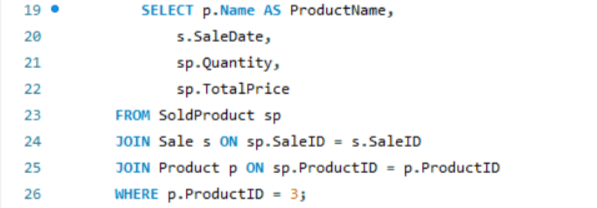 19 SELECT p.Name AS ProductName,
20 s.SaleDate,
21 sp.Quantity,
22 sp.TotalPrice
23 FROM SoldProduct sp
24 JOIN Sale s ON sp.SaleID = s.SaleID
25 JOIN Product p ON sp.ProductID = p.ProductID
26 WHERE p.ProductID = 3;